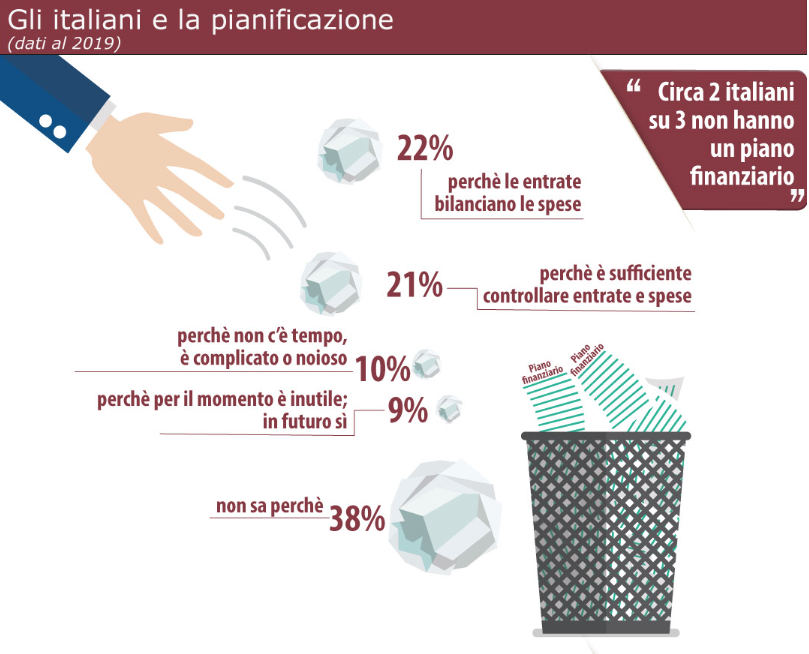 Gli italiani e la pianificazione
(dati al 2019)
“ Circa 2 italiani
su 3 non hanno
un piano
finanziario
”
22%
perchè le entrate
bilanciano le spese
21%
perchè è sufficiente
controllare entrate e spese
perchè non c'è tempo,
è complicato o noioso
10%
perchè per il momento è inutile;
in futuro sì
9%
non sa perchè
38%
Piano
finanziario
Piano
finanziario